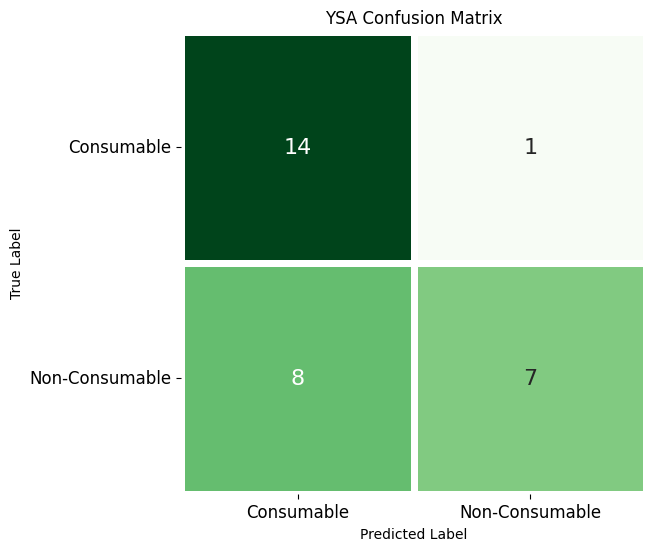 YSA Confusion Matrix
True Label
Consumable
14
1
Non-Consumable
8
7
Consumable
Non-Consumable
Predicted Label